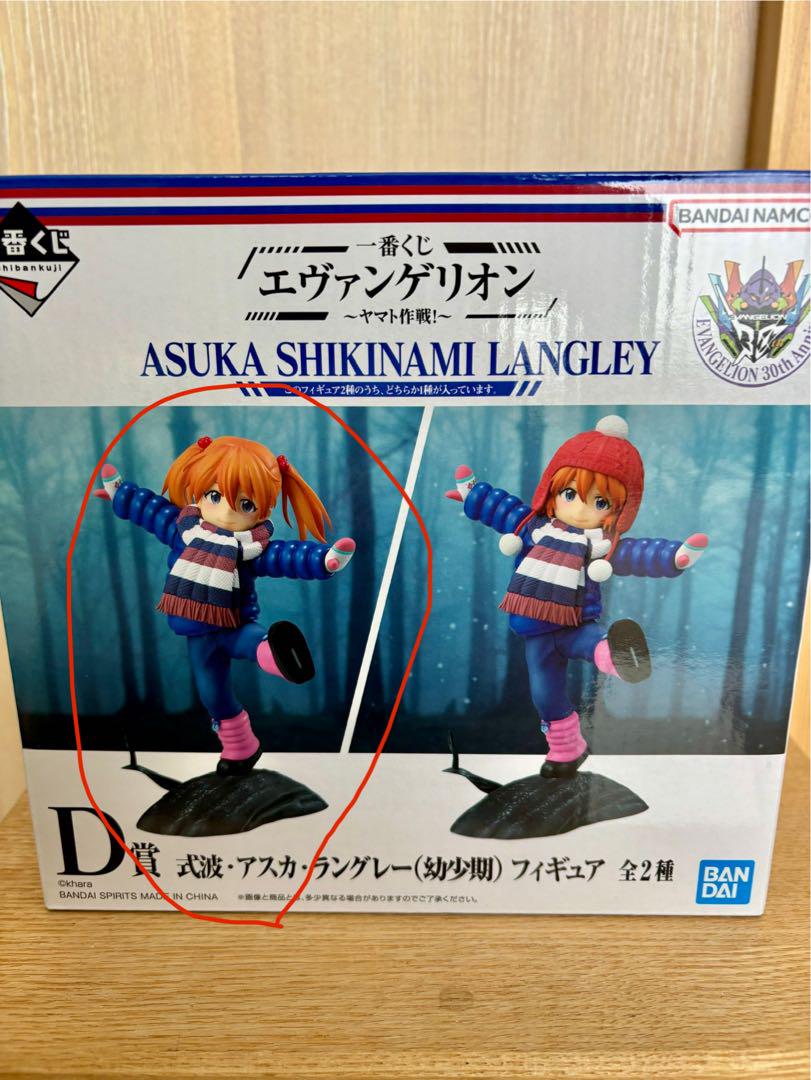 BANDAI NAMC
番くじ
hibankuji
一番くじ
エヴァンゲリオン
～ヤマト作戦!～
EVANGELION
EVANGELION 30th Anni
ASUKA SHIKINAMI LANGLEY
このフィギュア2種のうち、どちらか1種が入っています。
D賞 式波・アスカ・ラングレー(幼少期) フィギュア 全2種
©khara
BANDAI SPIRITS MADE IN CHINA
※画像と商品とは、多少異なる場合がありますのでご了承ください。
BAN
DAI